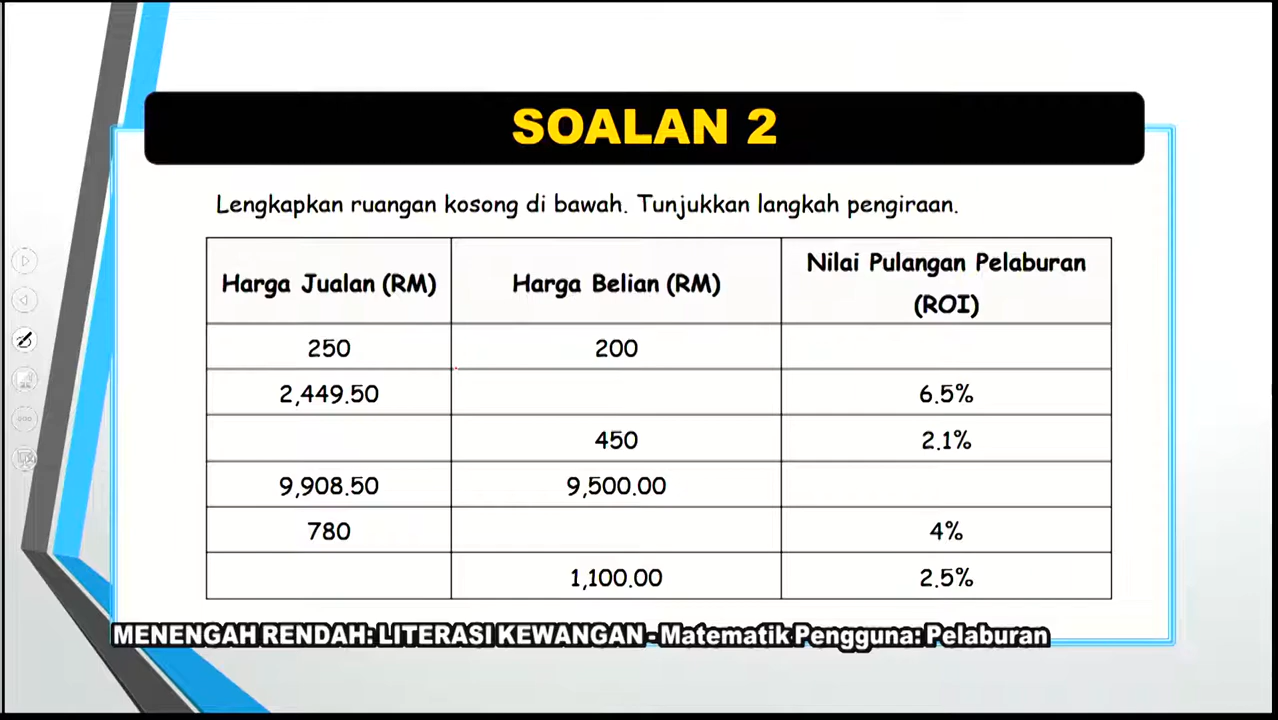 SOALAN 2
Lengkapkan ruangan kosong di bawah. Tunjukkan langkah pengiraan.
Harga Jualan (RM) Harga Belian (RM) Nilai Pulangan Pelaburan
(ROI)
250 200
2,449.50 6.5%
450 2.1%
9,908.50 9,500.00
780 4%
1,100.00 2.5%
MENENGAH RENDAH: LITERASI KEWANGAN - Matematik Pengguna: Pelaburan